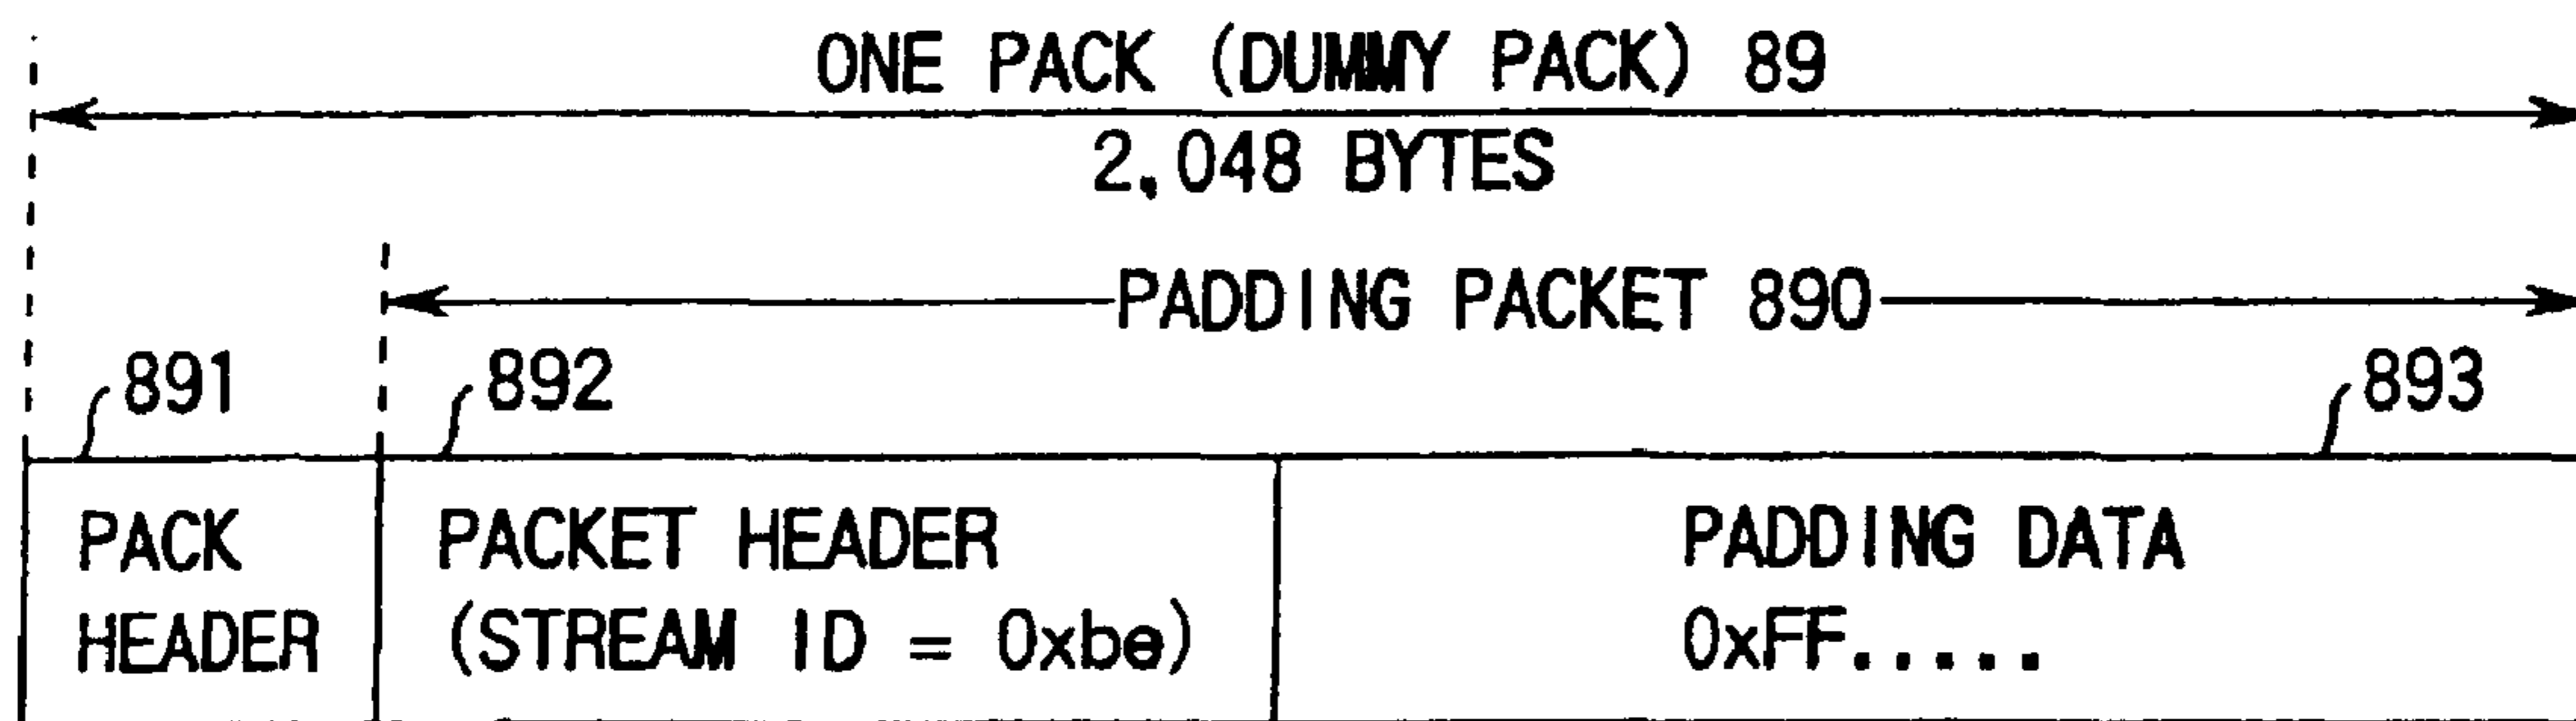 ONE PACK (DUMMY PACK) 89
2,048 BYTES
PADDING PACKET 890
891
892
893
PACK
HEADER
PACKET HEADER
(STREAM ID = 0xbe)
PADDING DATA
0xFF.....